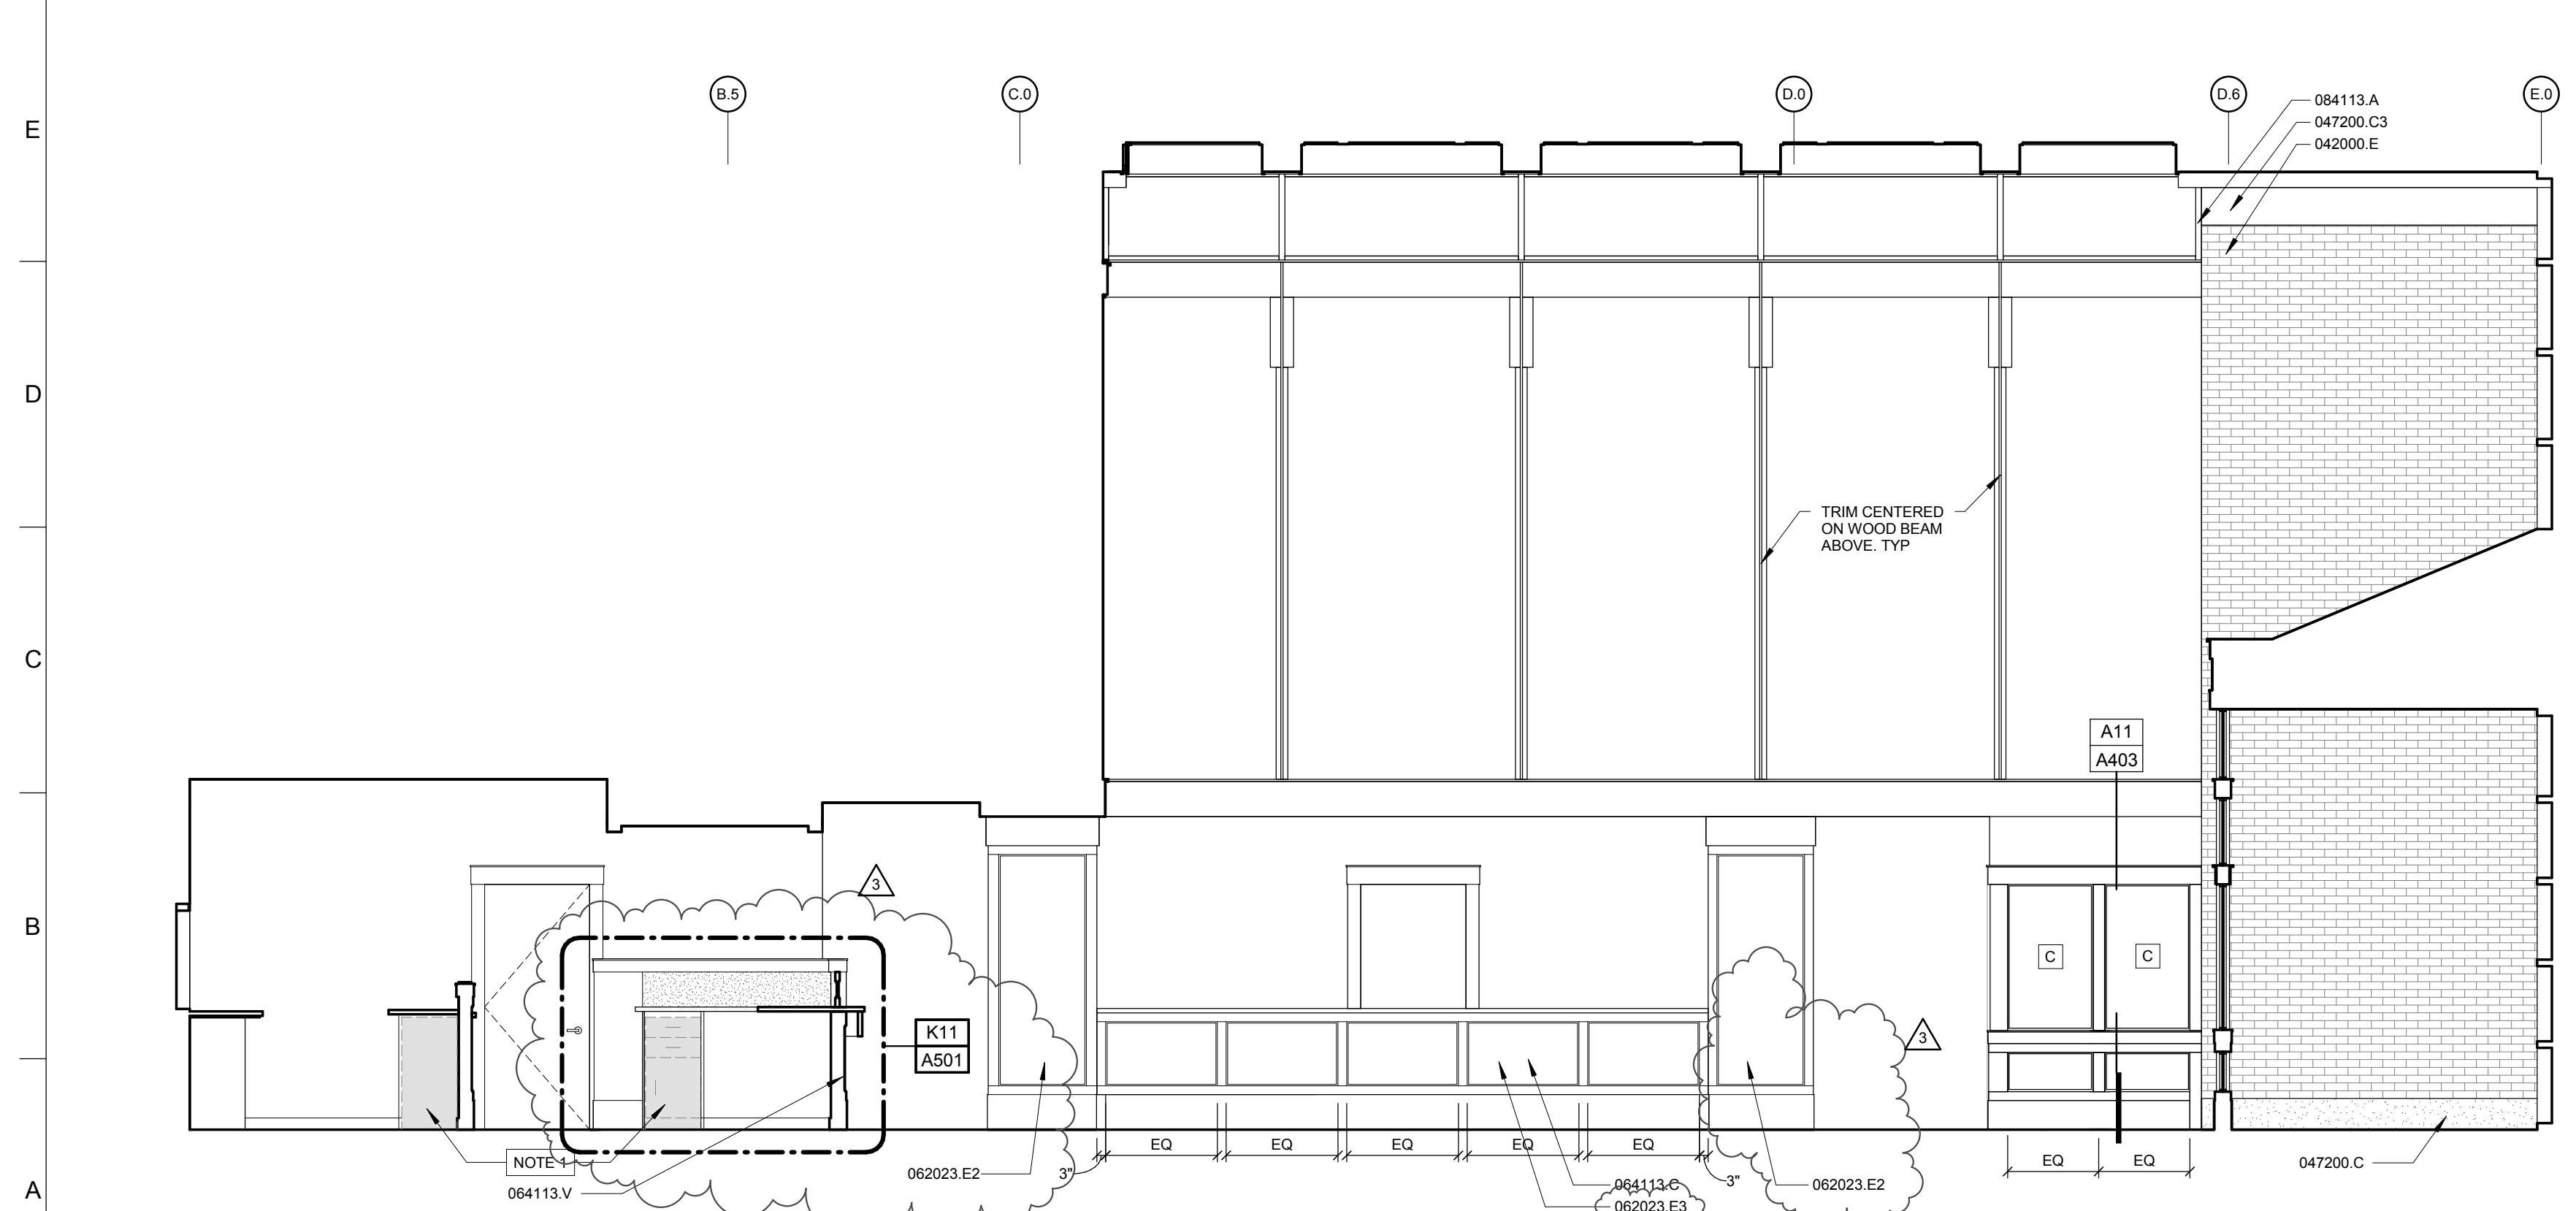 B.5
C.0
D.0
D.6
E.0
E
084113.A
047200.C3
042000.E
D
TRIM CENTERED
ON WOOD BEAM
ABOVE. TYP
C
A11
A403
3
B
C
C
K11
A501
3
EQ
EQ
EQ
EQ
EQ
EQ
EQ
NOTE 1
047200.C
062023.E2
3"
3"
A
064113.V
064113.C
062023.E2
062023.E3